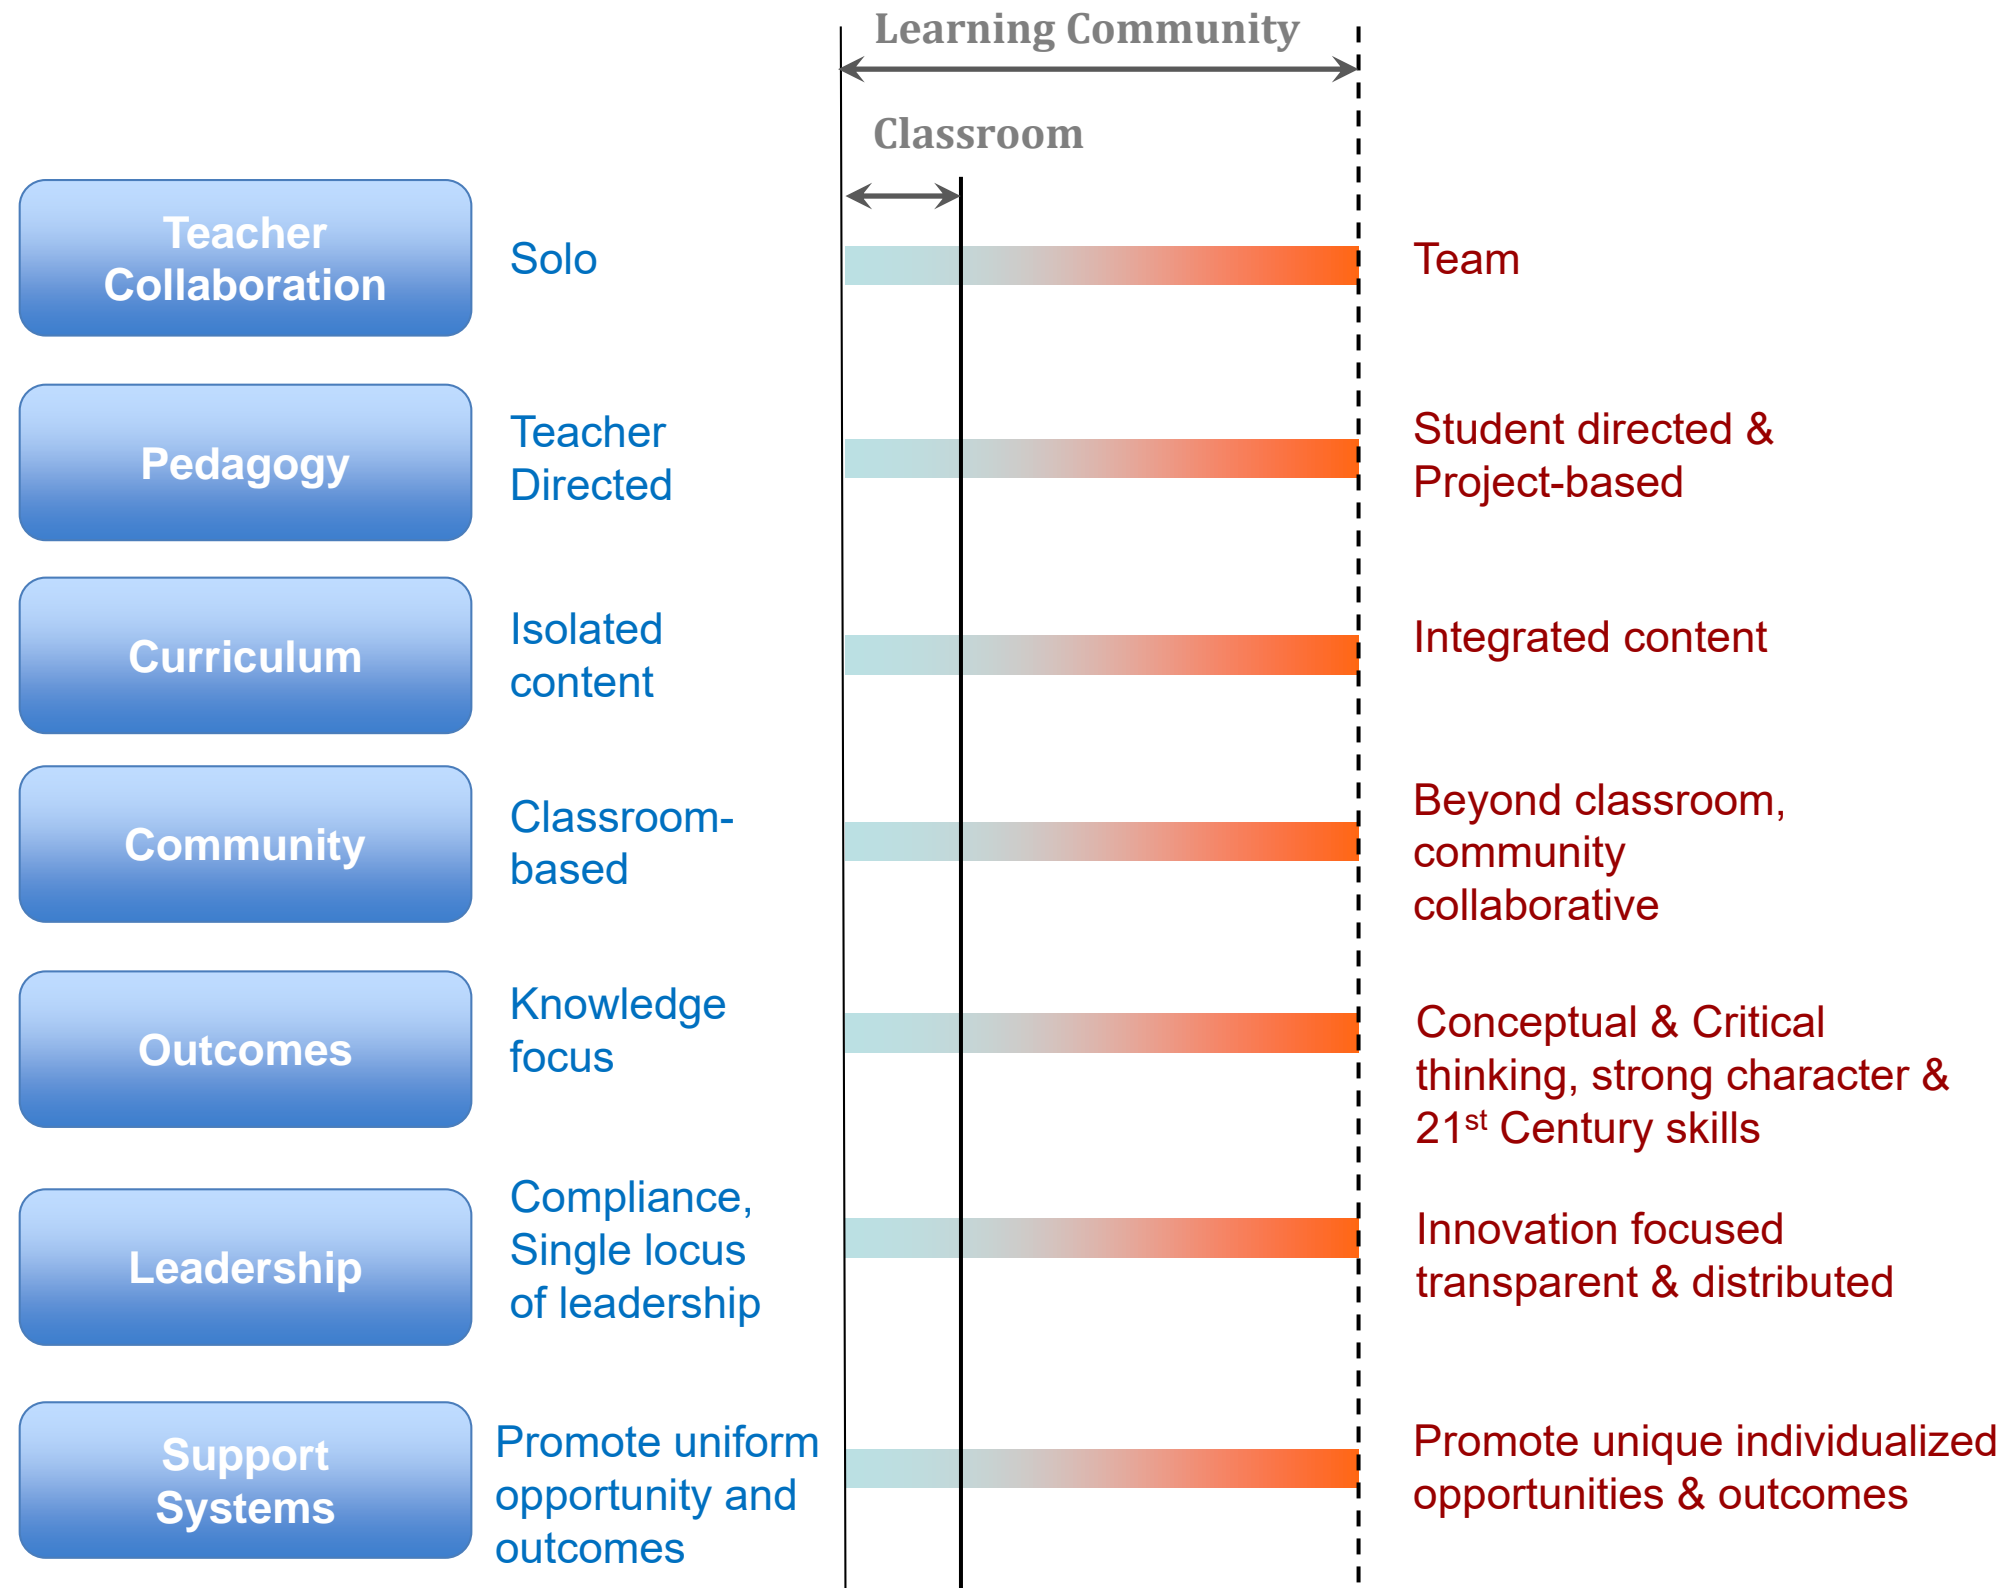 Learning Community
Classroom
Teacher
Collaboration
Solo
Team
Pedagogy
Teacher
Directed
Student directed &
Project-based
Curriculum
Isolated
content
Integrated content
Community
Classroom-
based
Beyond classroom,
community
collaborative
Outcomes
Knowledge
focus
Conceptual & Critical
thinking, strong character &
21st Century skills
Leadership
Compliance,
Single locus
of leadership
Innovation focused
transparent & distributed
Support
Systems
Promote uniform
opportunity and
outcomes
Promote unique individualized
opportunities & outcomes